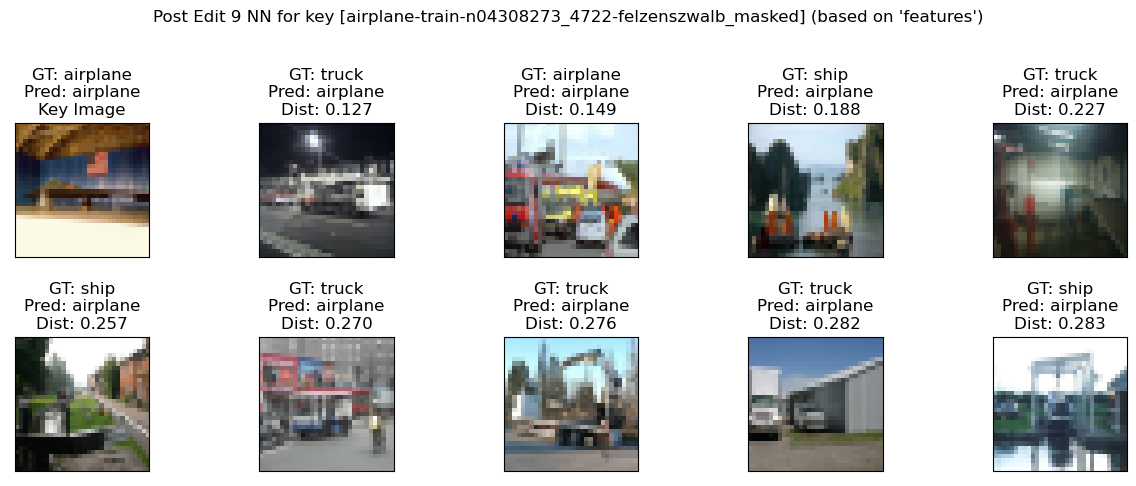 Post Edit 9 NN for key [airplane-train-n04308273_4722-felzenszwalb_masked] (based on 'features')
GT: airplane
Pred: airplane
Key Image
GT: truck
Pred: airplane
Dist: 0.127
GT: airplane
Pred: airplane
Dist: 0.149
GT: ship
Pred: airplane
Dist: 0.188
GT: truck
Pred: airplane
Dist: 0.227
GT: ship
Pred: airplane
Dist: 0.257
GT: truck
Pred: airplane
Dist: 0.270
GT: truck
Pred: airplane
Dist: 0.276
GT: truck
Pred: airplane
Dist: 0.282
GT: ship
Pred: airplane
Dist: 0.283